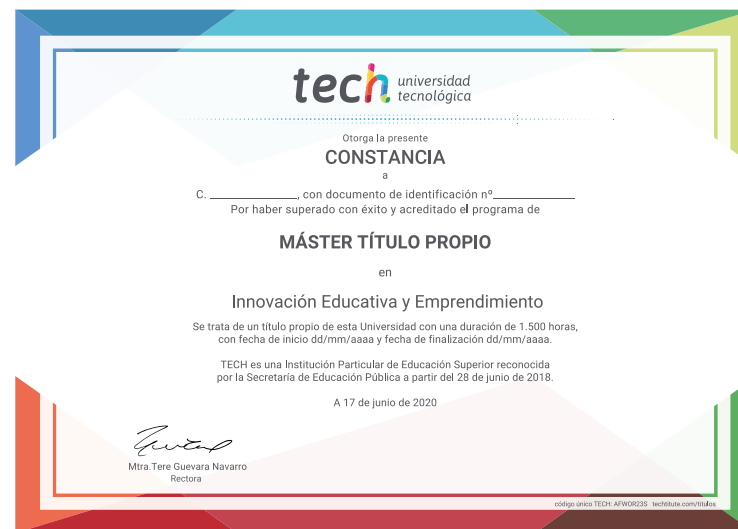 tech universidad
tecnológica
Otorga la presente
CONSTANCIA
a
C. ______________, con documento de identificación nº______________
Por haber superado con éxito y acreditado el programa de
MÁSTER TÍTULO PROPIO
en
Innovación Educativa y Emprendimiento
Se trata de un título propio de esta Universidad con una duración de 1.500 horas,
con fecha de inicio dd/mm/aaaa y fecha de finalización dd/mm/aaaa.
TECH es una Institución Particular de Educación Superior reconocida
por la Secretaría de Educación Pública a partir del 28 de junio de 2018.
A 17 de junio de 2020
Mtra.Tere Guevara Navarro
Rectora
código único TECH: AFWOR23S techtitute.com/titulos